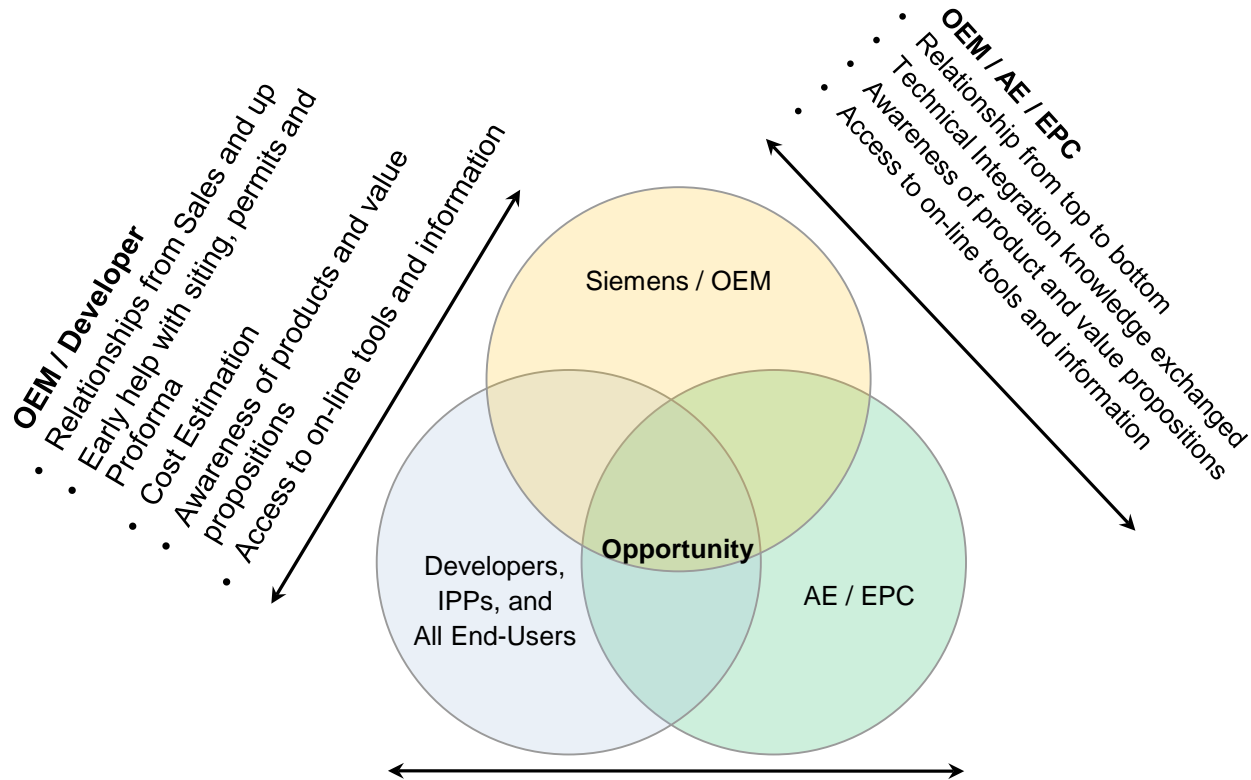 OEM / Developer
• Relationships from Sales and up
• Early help with siting, permits and
Proforma
• Cost Estimation
• Awareness of products and value
propositions
• Access to on-line tools and information
OEM / AE / EPC
• Relationship from top to bottom
• Technical Integration knowledge exchanged
• Awareness of product and value propositions
• Access to on-line tools and information
Siemens / OEM
Opportunity
Developers,
IPPs, and
All End-Users
AE / EPC